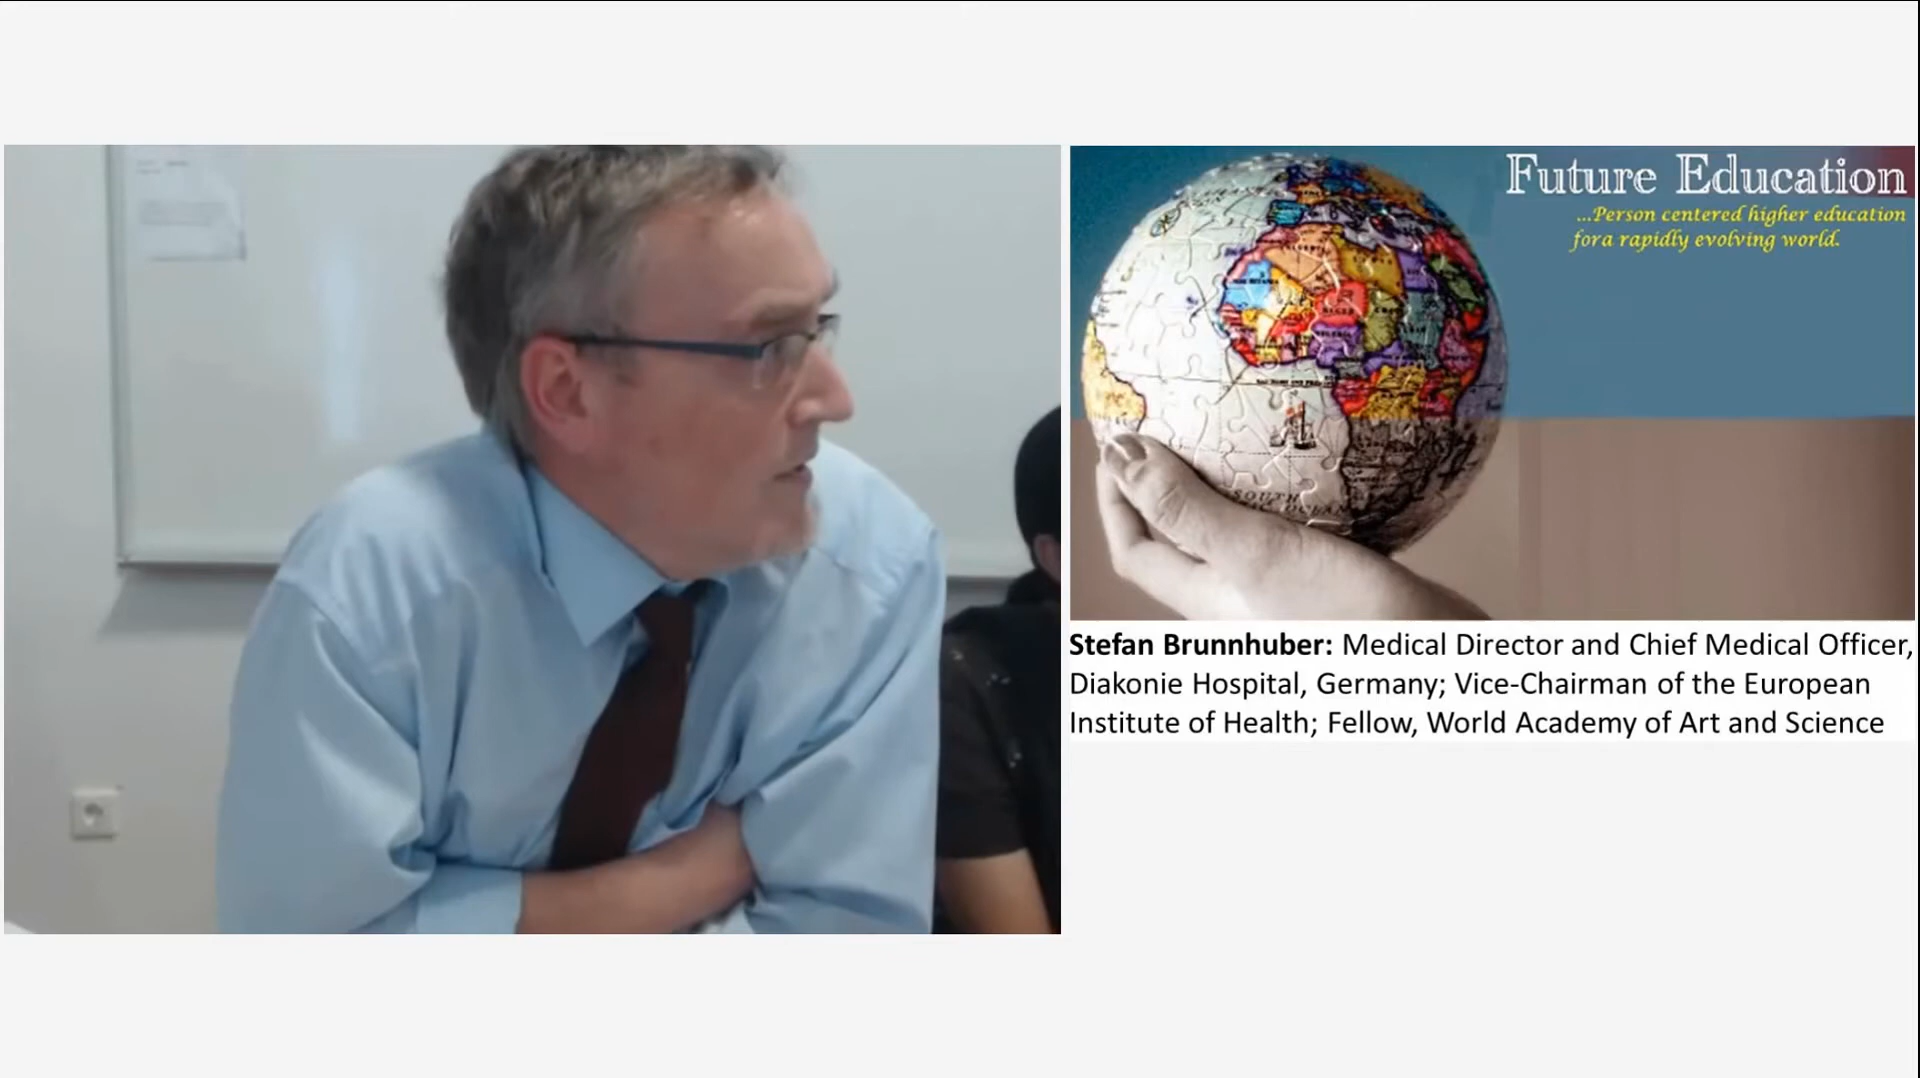 Future Education
...Person centered higher education
fora rapidly evolving world.
SOUTH
Stefan Brunnhuber: Medical Director and Chief Medical Officer,
Diakonie Hospital, Germany; Vice-Chairman of the European
Institute of Health; Fellow, World Academy of Art and Science